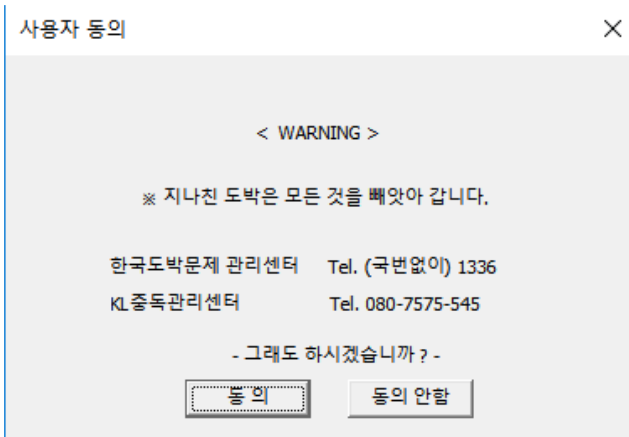 사용자 동의
< WARNING >
※ 지나친 도박은 모든 것을 빼앗아 갑니다.
한국도박문제 관리센터 Tel. (국번없이) 1336
KL중독관리센터 Tel. 080-7575-545
- 그래도 하시겠습니까 ? -
동 의 동의 안함